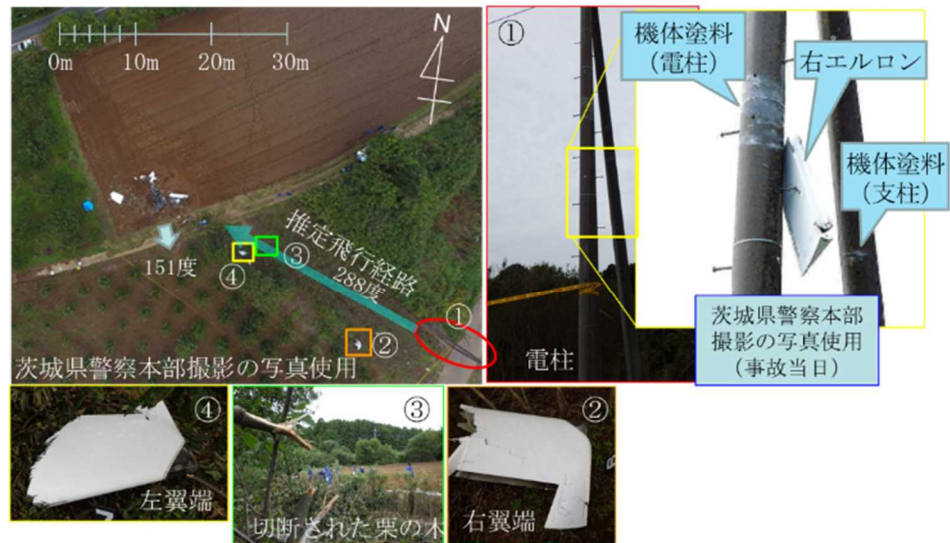 0m 10m 20m 30m
N
推定飛行経路
288度
151度
①
②
③
④
茨城県警察本部撮影の写真使用
①
機体塗料
(電柱)
右エルロン
機体塗料
(支柱)
電柱
茨城県警察本部
撮影の写真使用
(事故当日)
④
左翼端
③
切断された栗の木
②
右翼端